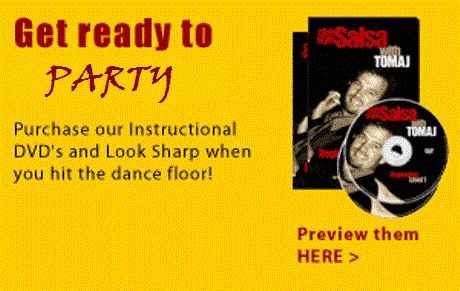 Get ready to
PARTY
Purchase our Instructional
DVD's and Look Sharp when
you hit the dance floor!
Salsa
with
TOMAJ
Salsa
with
TOMAJ
Preview them
HERE >